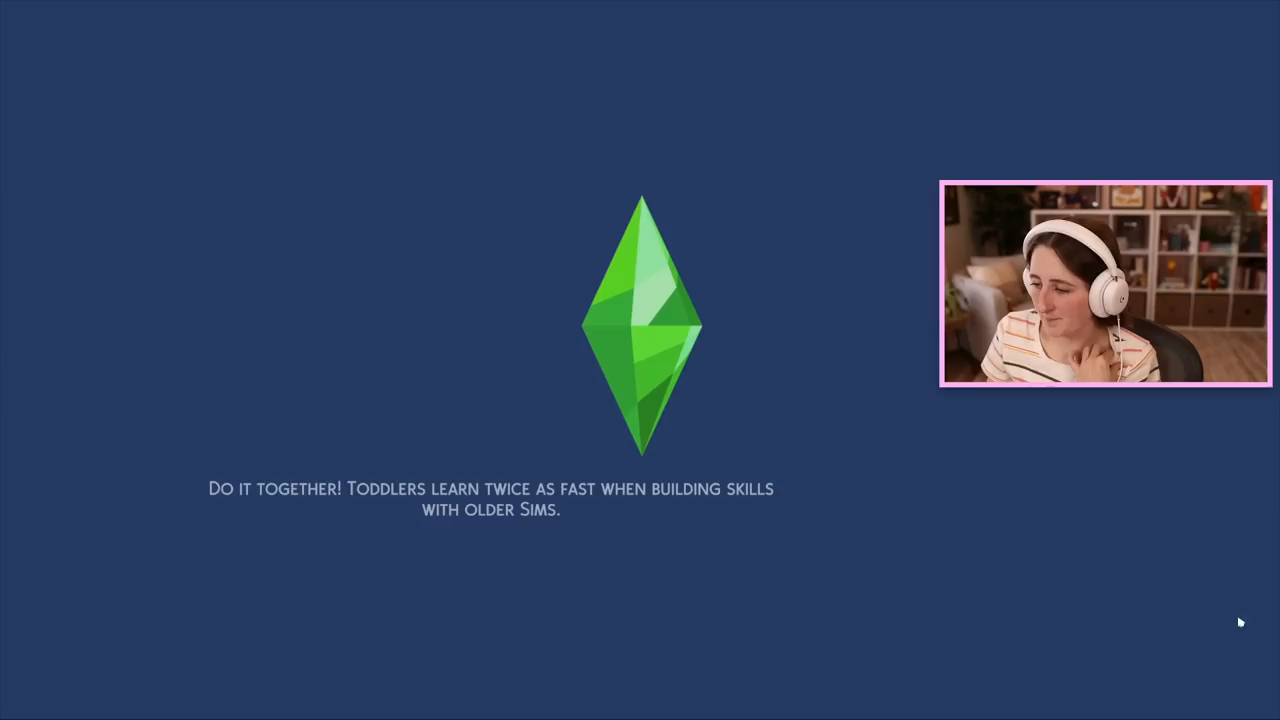 Do it together! Toddlers learn twice as fast when building skills
with older Sims.